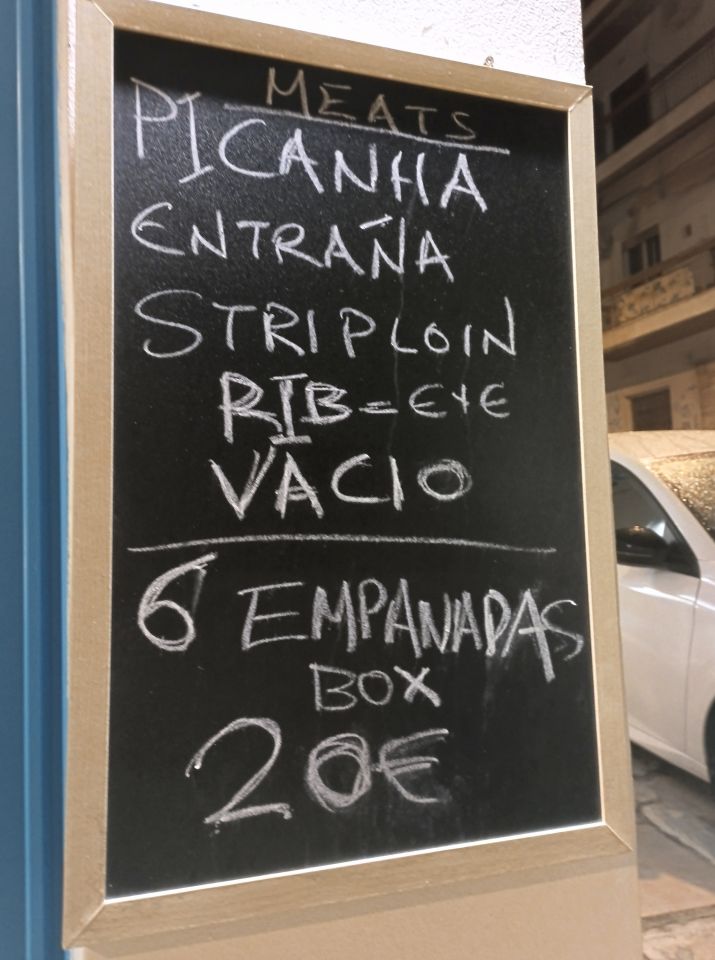 MEATS
PICANHA
ENTRAÑA
STRIPLOIN
RIB=EYE
VACIO
6 EMPANADAS
BOX
20€